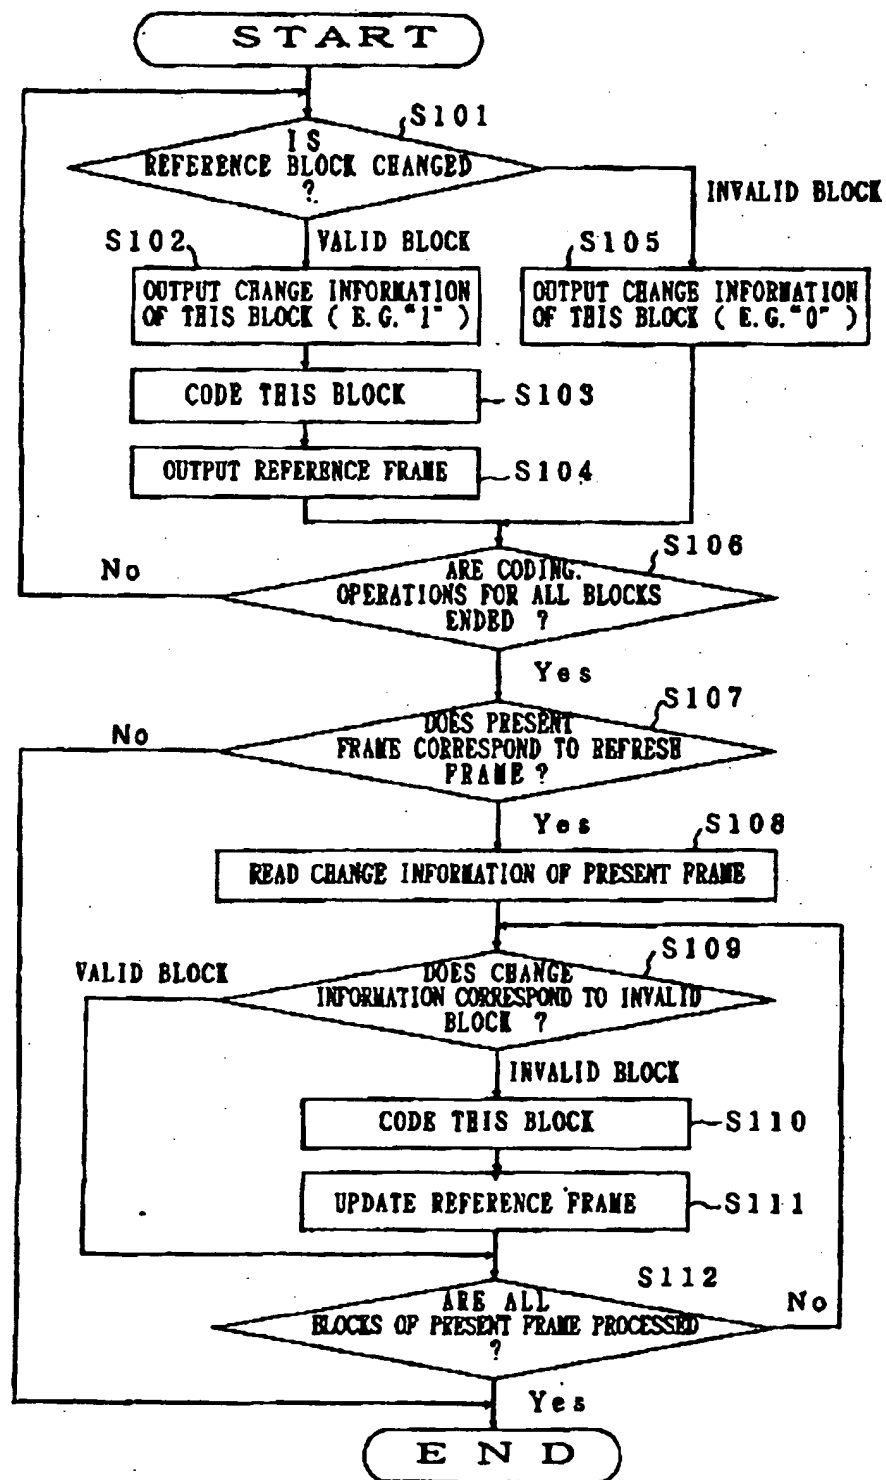 START
S101
IS
REFERENCE BLOCK CHANGED
?
INVALID BLOCK
S102
VALID BLOCK
S105
OUTPUT CHANGE INFORMATION
OF THIS BLOCK ( E.G. "1" )
OUTPUT CHANGE INFORMATION
OF THIS BLOCK ( E.G. "0" )
CODE THIS BLOCK
S103
OUTPUT REFERENCE FRAME
S104
S106
No
ARE CODING.
OPERATIONS FOR ALL BLOCKS
ENDED ?
Yes
S107
No
DOES PRESENT
FRAME CORRESPOND TO REFRESH
FRAME ?
Yes
S108
READ CHANGE INFORMATION OF PRESENT FRAME
S109
VALID BLOCK
DOES CHANGE
INFORMATION CORRESPOND TO INVALID
BLOCK ?
INVALID BLOCK
CODE THIS BLOCK
S110
UPDATE REFERENCE FRAME
S111
S112
ARE ALL
BLOCKS OF PRESENT FRAME PROCESSED
?
No
Yes
END